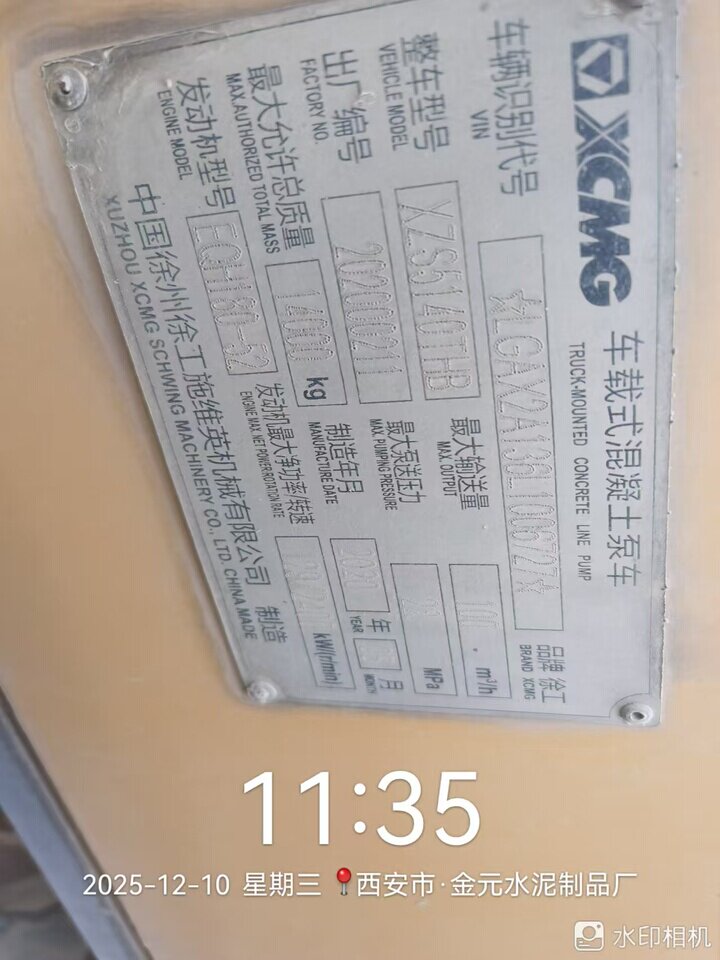 XCMG 车载式混凝土泵车
TRUCK-MOUNTED CONCRETE LINE PUMP
品牌 徐工
BRAND XCMG
车辆识别代号
VIN
☆LGAX2A136L1006727☆
整车型号
VEHICLE MODEL
XZS5140THB
最大输送量
MAX. OUTPUT
m³/h
出厂编号
FACTORY NO.
最大泵送压力
MAX. PUMPING PRESSURE
MPa
最大允许总质量
MAX.AUTHORIZED TOTAL MASS
14000 kg
制造年月
MANUFACTURE DATE
年
YEAR
月
MONTH
发动机型号
ENGINE MODEL
发动机最大净功率/转速
ENGINE MAX. NET POWER/ROTATION RATE
kW/(r/min)
中国徐州徐工施维英机械有限公司 制造
XUZHOU XCMG SCHWING MACHINERY CO., LTD. CHINA MADE
11:35
2025-12-10 星期三 西安市·金元水泥制品厂
水印相机